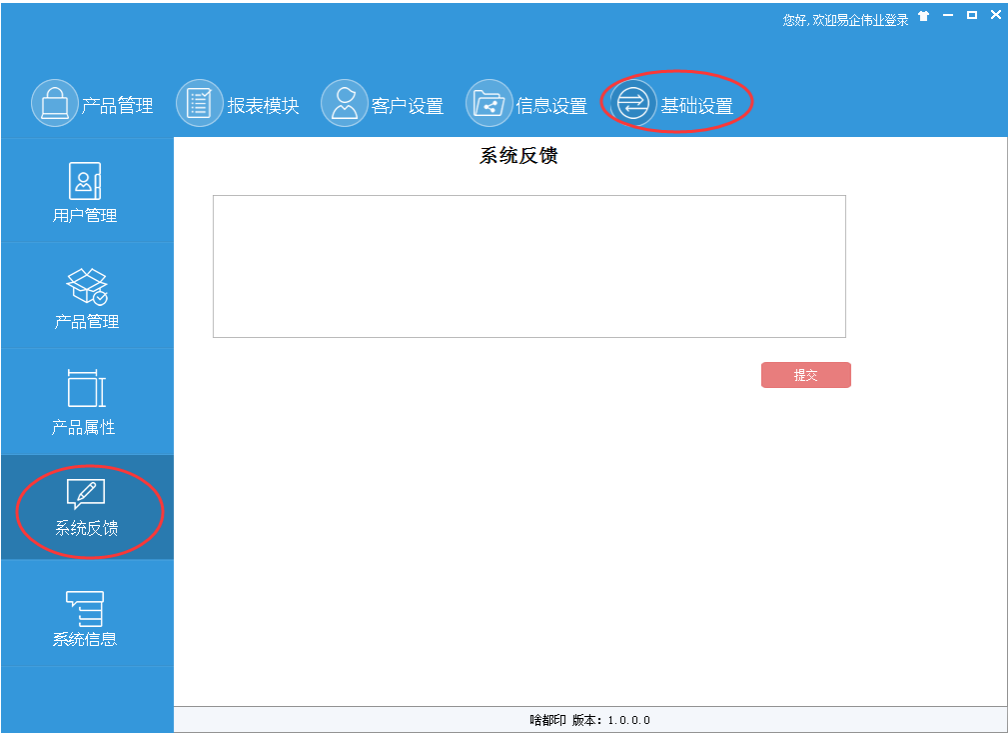 您好,欢迎易企伟业登录
产品管理 报表模块 客户设置 信息设置 基础设置
系统反馈
用户管理
产品管理
提交
产品属性
系统反馈
系统信息
啥都印 版本: 1.0.0.0